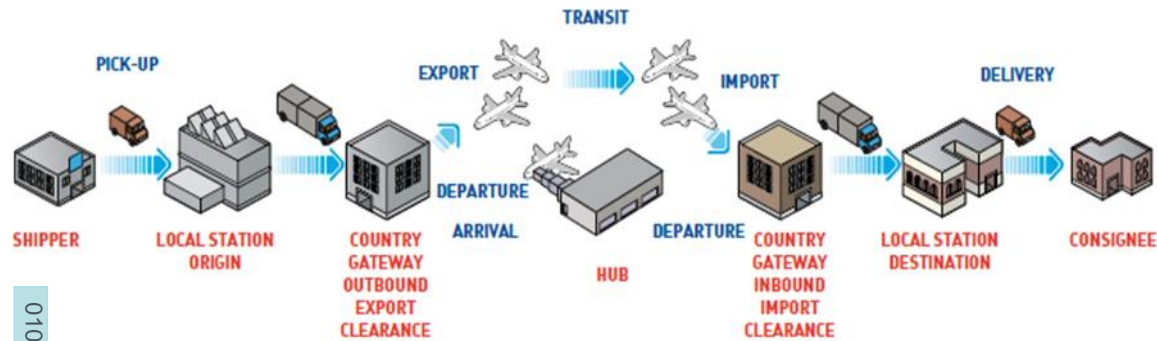 TRANSIT
PICK-UP
EXPORT
IMPORT
DELIVERY
DEPARTURE
ARRIVAL
DEPARTURE
SHIPPER
LOCAL STATION
ORIGIN
COUNTRY
GATEWAY
OUTBOUND
EXPORT
CLEARANCE
HUB
COUNTRY
GATEWAY
INBOUND
IMPORT
CLEARANCE
LOCAL STATION
DESTINATION
CONSIGNEE
010